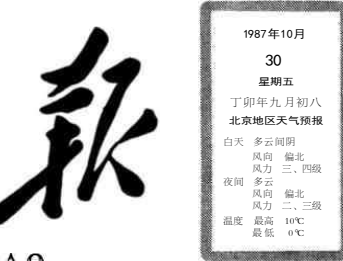 報
1987年10月
30
星期五
丁卯年九月初八
北京地区天气预报
白天 多云间阴
风向 偏北
风力 三、四级
夜间 多云
风向 偏北
风力 二、三级
温度 最高 10℃
最低 0℃